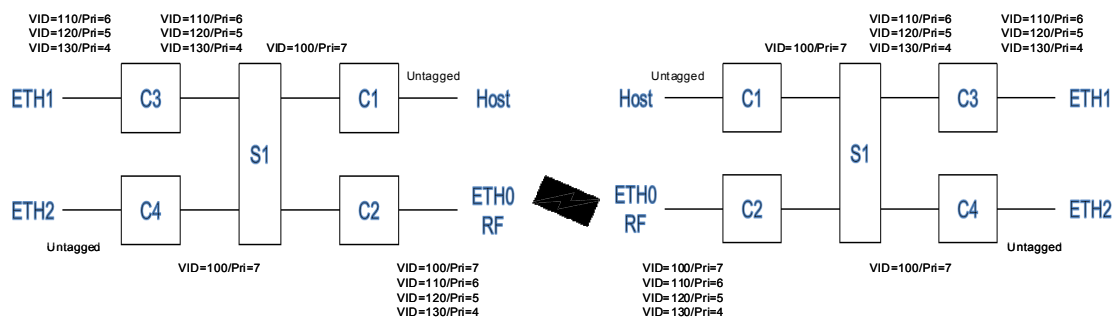 VID=110/Pri=6
VID=120/Pri=5
VID=130/Pri=4
VID=110/Pri=6
VID=120/Pri=5
VID=130/Pri=4
VID=100/Pri=7
Untagged
ETH1
C3
C1
Host
S1
ETH2
C4
C2
ETH0
RF
Untagged
VID=100/Pri=7
VID=100/Pri=7
VID=110/Pri=6
VID=120/Pri=5
VID=130/Pri=4
VID=100/Pri=7
VID=110/Pri=6
VID=120/Pri=5
VID=130/Pri=4
VID=110/Pri=6
VID=120/Pri=5
VID=130/Pri=4
Untagged
Host
C1
C3
ETH1
S1
ETH0
RF
C2
C4
ETH2
Untagged
VID=100/Pri=7
VID=110/Pri=6
VID=120/Pri=5
VID=130/Pri=4
VID=100/Pri=7